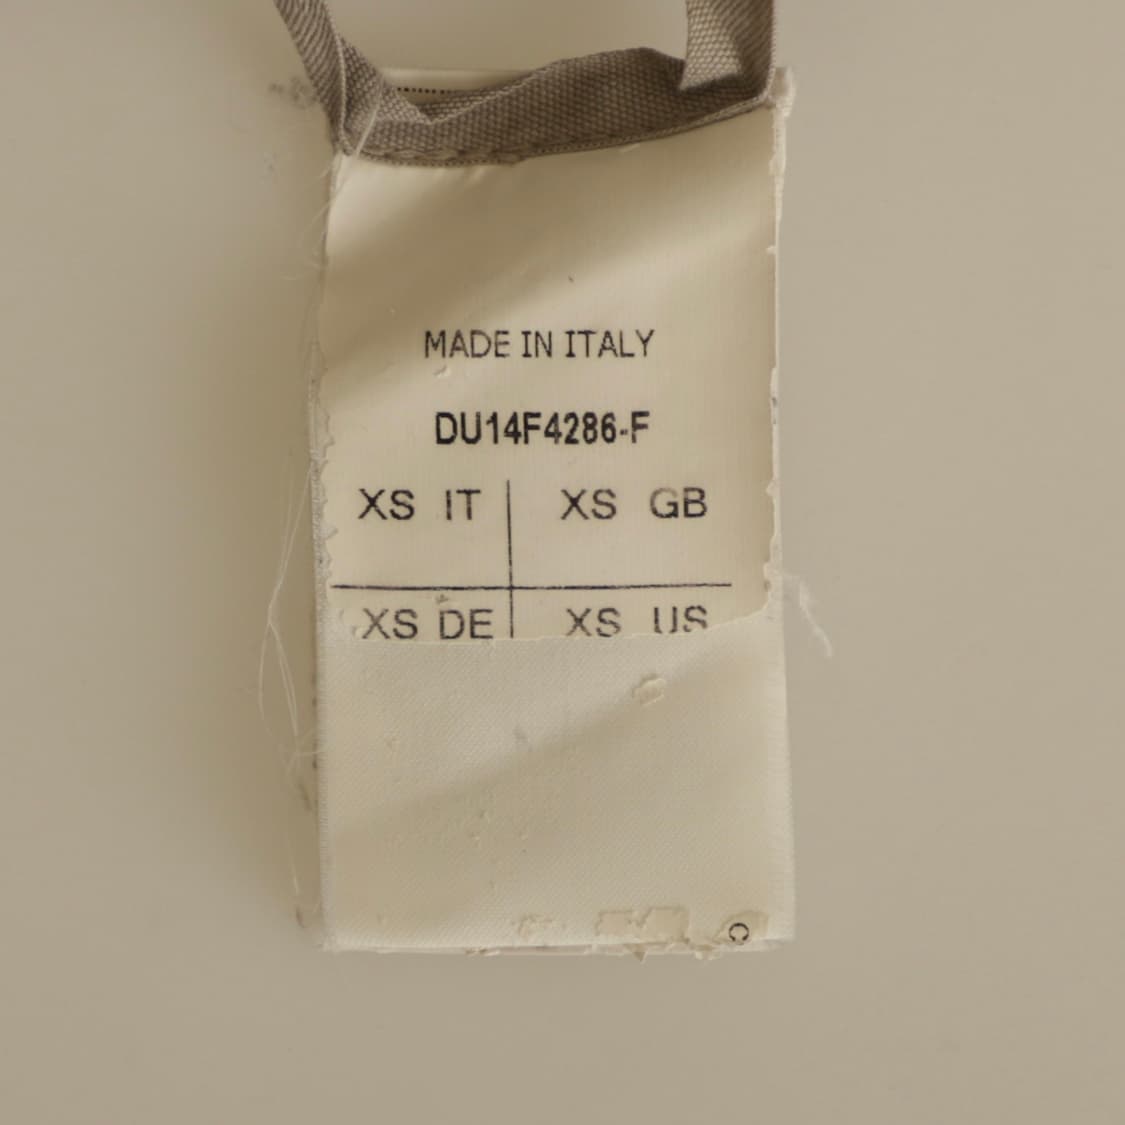 MADE IN ITALY
DU14F4286-F
XS IT XS GB
XS DE XS US
C